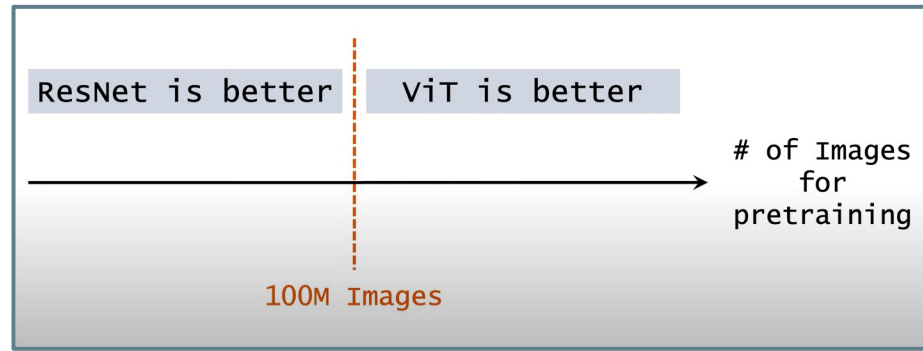 ResNet is better
ViT is better
# of Images
for
pretraining
100M Images